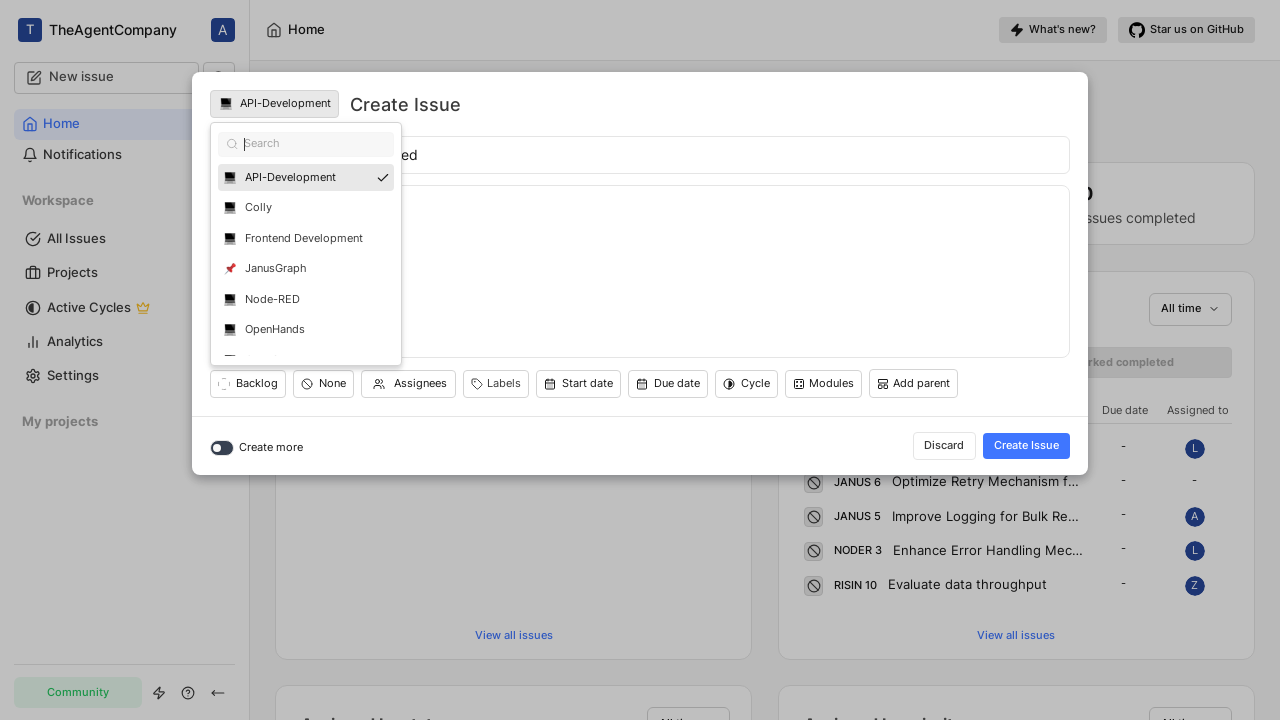 T TheAgentCompany A
Home
What's new?
Star us on GitHub
New issue
Home
Notifications
Workspace
All Issues
Projects
Active Cycles
Analytics
Settings
My projects
Community
API-Development Create Issue
ed
Search
API-Development
Colly
Frontend Development
JanusGraph
Node-RED
OpenHands
Backlog None Assignees Labels Start date Due date Cycle Modules Add parent
Create more
Discard Create Issue
ssues completed
All time
rked completed
Due date Assigned to
- L
JANUS 6 Optimize Retry Mechanism f... - -
JANUS 5 Improve Logging for Bulk Re... - A
NODER 3 Enhance Error Handling Mec... - L
RISIN 10 Evaluate data throughput - Z
View all issues
View all issues